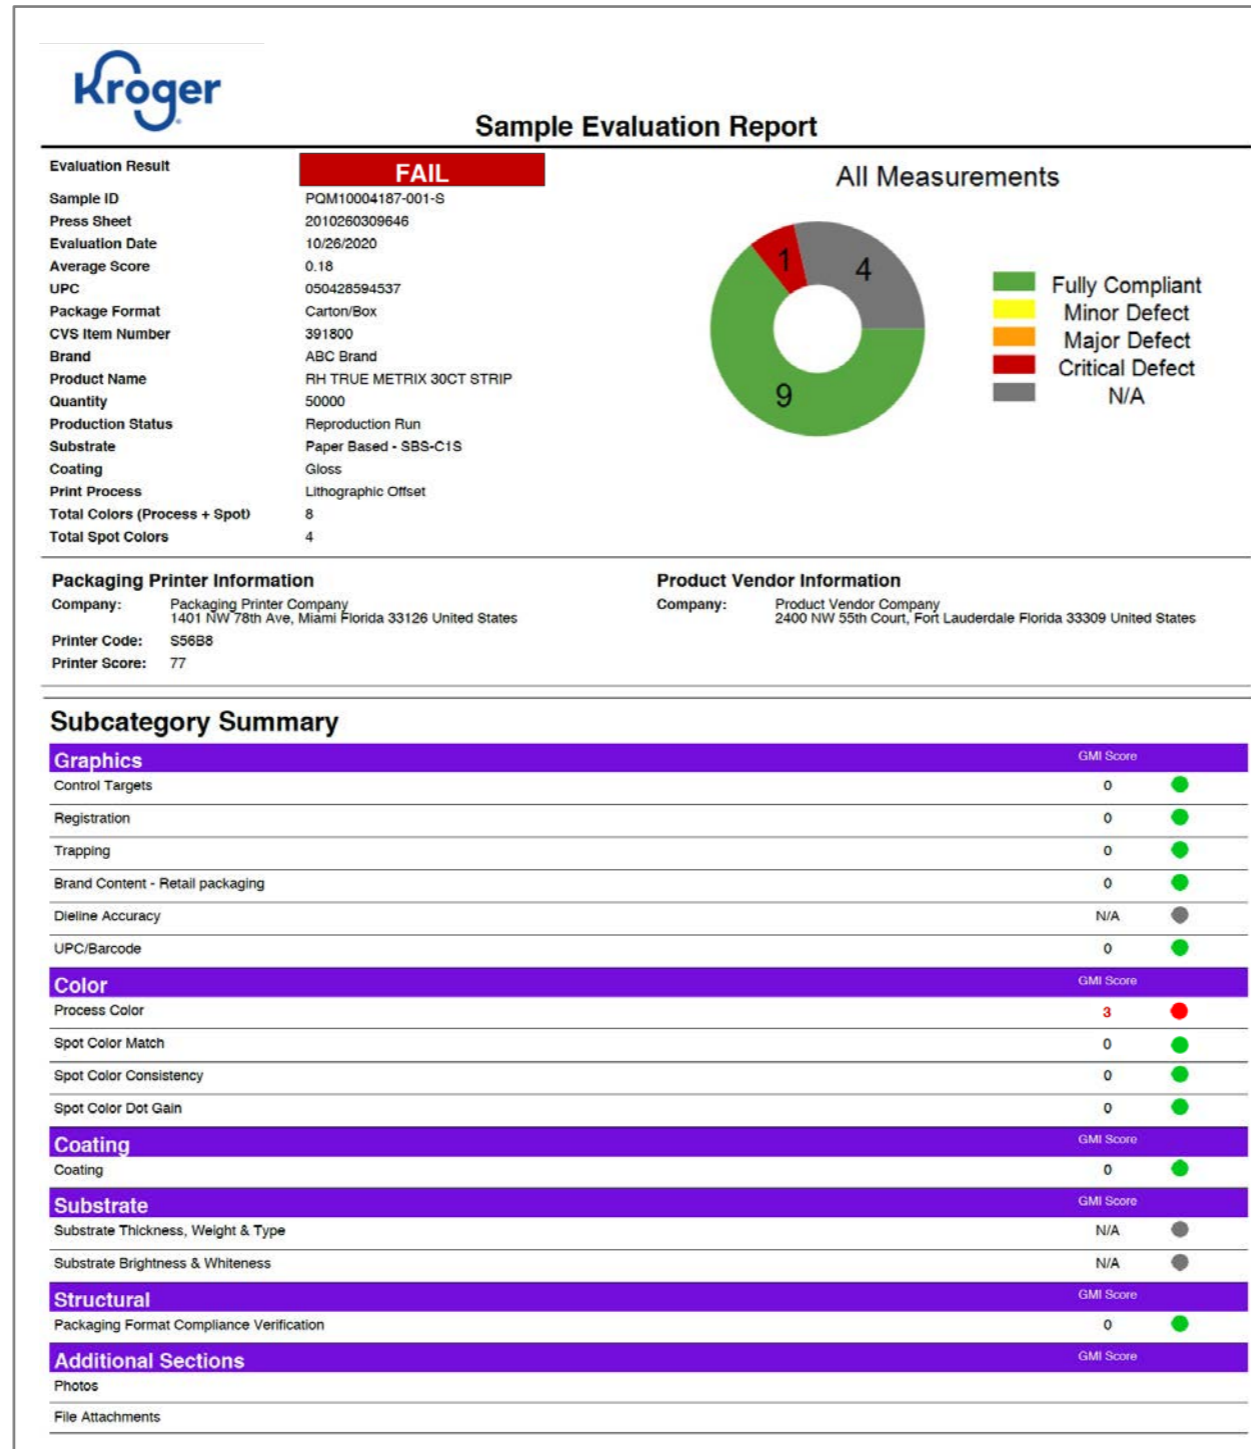 Kroger
Sample Evaluation Report
Evaluation Result FAIL
Sample ID PQM10004187-001-S
Press Sheet 2010260309646
Evaluation Date 10/26/2020
Average Score 0.18
UPC 050428594537
Package Format Carton/Box
CVS Item Number 391800
Brand ABC Brand
Product Name RH TRUE METRIX 30CT STRIP
Quantity 50000
Production Status Reproduction Run
Substrate Paper Based - SBS-C1S
Coating Gloss
Print Process Lithographic Offset
Total Colors (Process + Spot) 8
Total Spot Colors 4
All Measurements
1
4
9
Fully Compliant
Minor Defect
Major Defect
Critical Defect
N/A
Packaging Printer Information
Company: Packaging Printer Company
1401 NW 78th Ave, Miami Florida 33126 United States
Printer Code: S56B8
Printer Score: 77
Product Vendor Information
Company: Product Vendor Company
2400 NW 55th Court, Fort Lauderdale Florida 33309 United States
Subcategory Summary
Graphics GMI Score
Control Targets 0
Registration 0
Trapping 0
Brand Content - Retail packaging 0
Dieline Accuracy N/A
UPC/Barcode 0
Color GMI Score
Process Color 3
Spot Color Match 0
Spot Color Consistency 0
Spot Color Dot Gain 0
Coating GMI Score
Coating 0
Substrate GMI Score
Substrate Thickness, Weight & Type N/A
Substrate Brightness & Whiteness N/A
Structural GMI Score
Packaging Format Compliance Verification 0
Additional Sections GMI Score
Photos
File Attachments